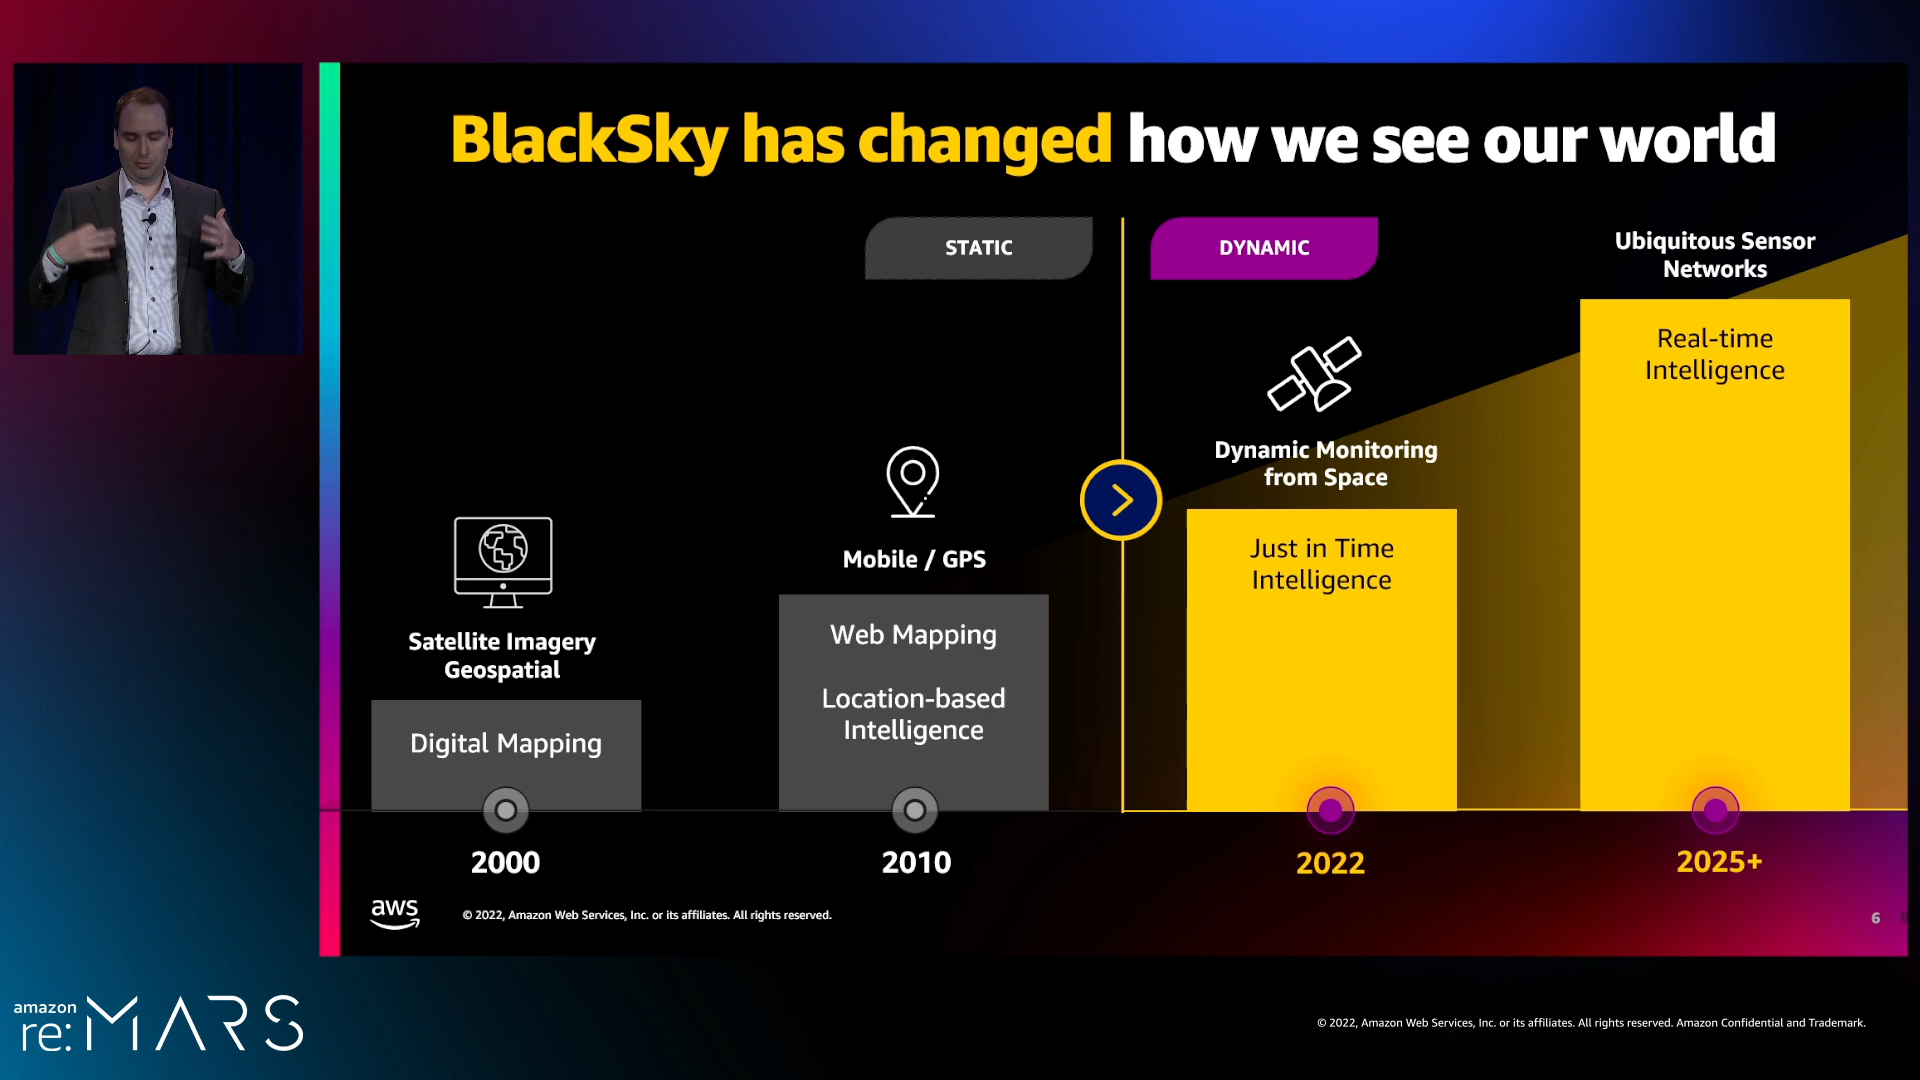 BlackSky has changed how we see our world
STATIC
DYNAMIC
Ubiquitous Sensor
Networks
Real-time
Intelligence
Dynamic Monitoring
from Space
Just in Time
Intelligence
Mobile / GPS
Web Mapping
Location-based
Intelligence
Satellite Imagery
Geospatial
Digital Mapping
2000
2010
2022
2025+
aws
© 2022, Amazon Web Services, Inc. or its affiliates. All rights reserved.
6
amazon
re:MARS
© 2022, Amazon Web Services, Inc. or its affiliates. All rights reserved. Amazon Confidential and Trademark.